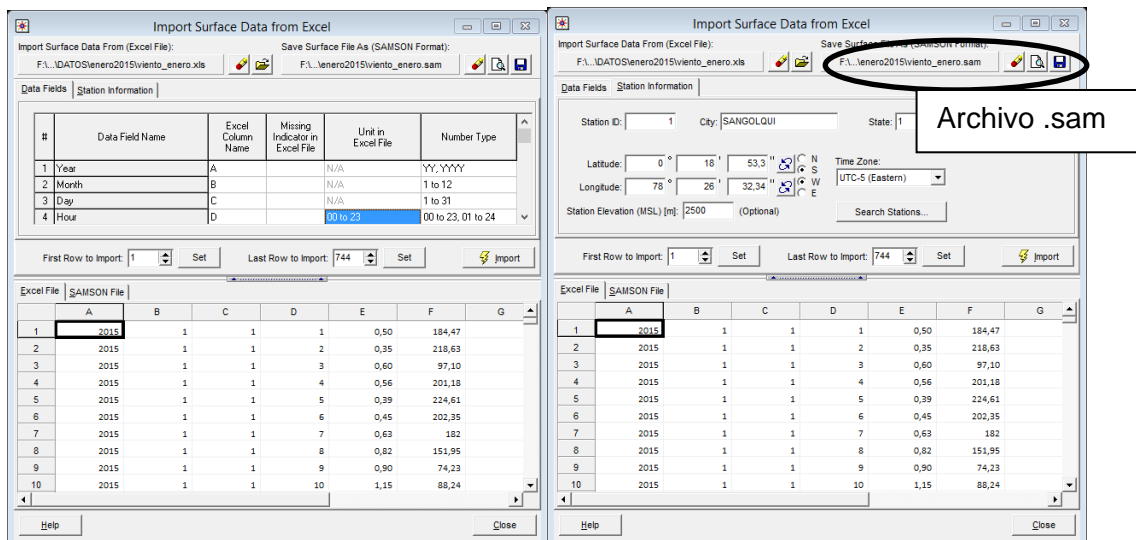 Import Surface Data from Excel
Import Surface Data From (Excel File): Save Surface File As (SAMSON Format):
F:\...\DATOS\enero2015\viento_enero.xls F:\...\enero2015\viento_enero.sam
Data Fields Station Information
# Data Field Name Excel Column Name Missing Indicator in Excel File Unit in Excel File Number Type
1 Year A N/A YY, YYYY
2 Month B N/A 1 to 12
3 Day C N/A 1 to 31
4 Hour D 00 to 23 00 to 23, 01 to 24
First Row to Import: 1 Set Last Row to Import: 744 Set Import
Excel File SAMSON File
A B C D E F G
1 2015 1 1 1 0,50 184,47
2 2015 1 1 2 0,35 218,63
3 2015 1 1 3 0,60 97,10
4 2015 1 1 4 0,56 201,18
5 2015 1 1 5 0,39 224,61
6 2015 1 1 6 0,45 202,35
7 2015 1 1 7 0,63 182
8 2015 1 1 8 0,82 151,95
9 2015 1 1 9 0,90 74,23
10 2015 1 1 10 1,15 88,24
Help Close
Import Surface Data from Excel
Import Surface Data From (Excel File): Save Surface File As (SAMSON Format):
F:\...\DATOS\enero2015\viento_enero.xls F:\...\enero2015\viento_enero.sam
Data Fields Station Information
Archivo .sam
Station ID: 1 City: SANGOLQUI State: 1
Latitude: 0 ° 18 ' 53,3 " N S Time Zone:
Longitude: 78 ° 26 ' 32,34 " W E UTC-5 (Eastern)
Station Elevation (MSL) [m]: 2500 (Optional) Search Stations...
First Row to Import: 1 Set Last Row to Import: 744 Set Import
Excel File SAMSON File
A B C D E F G
1 2015 1 1 1 0,50 184,47
2 2015 1 1 2 0,35 218,63
3 2015 1 1 3 0,60 97,10
4 2015 1 1 4 0,56 201,18
5 2015 1 1 5 0,39 224,61
6 2015 1 1 6 0,45 202,35
7 2015 1 1 7 0,63 182
8 2015 1 1 8 0,82 151,95
9 2015 1 1 9 0,90 74,23
10 2015 1 1 10 1,15 88,24
Help Close